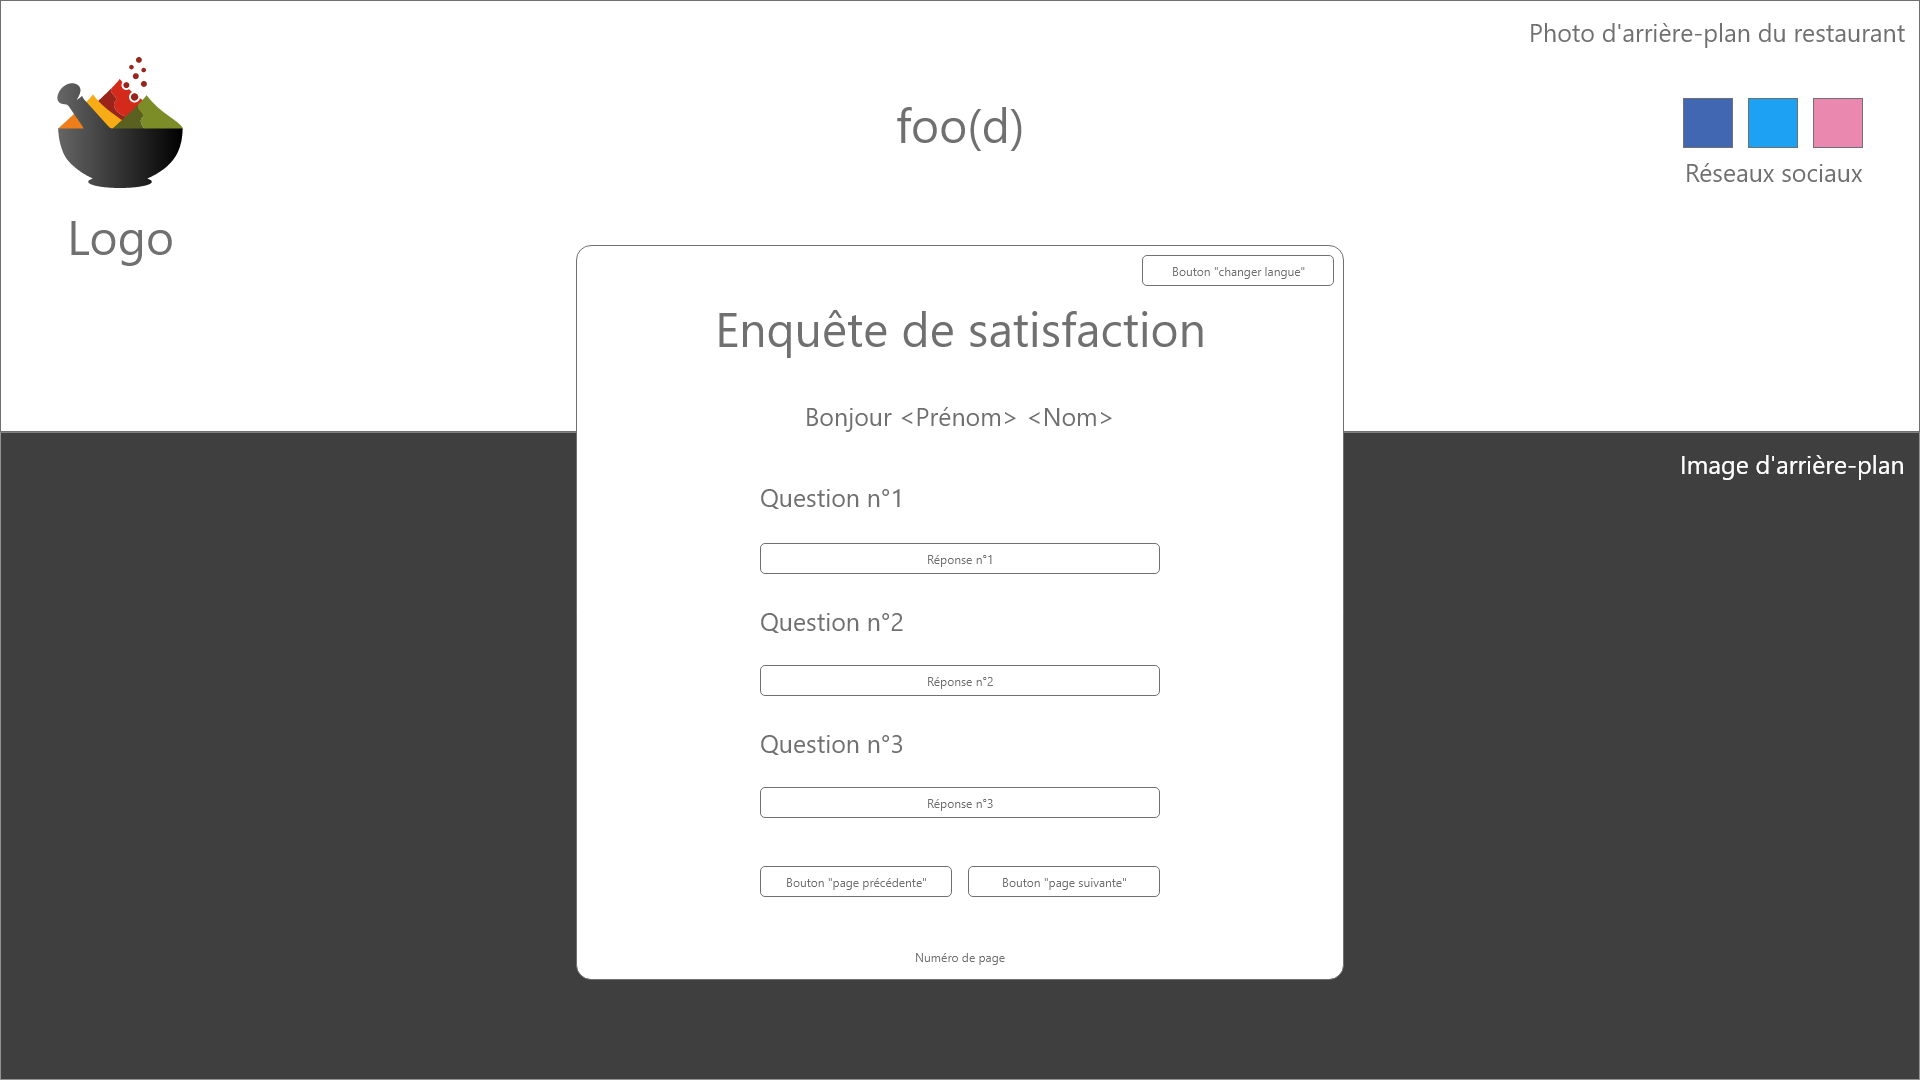 Photo d'arrière-plan du restaurant
foo(d)
Réseaux sociaux
Logo
Bouton "changer langue"
Enquête de satisfaction
Bonjour <Prénom> <Nom>
Image d'arrière-plan
Question n°1
Réponse n°1
Question n°2
Réponse n°2
Question n°3
Réponse n°3
Bouton "page précédente"
Bouton "page suivante"
Numéro de page